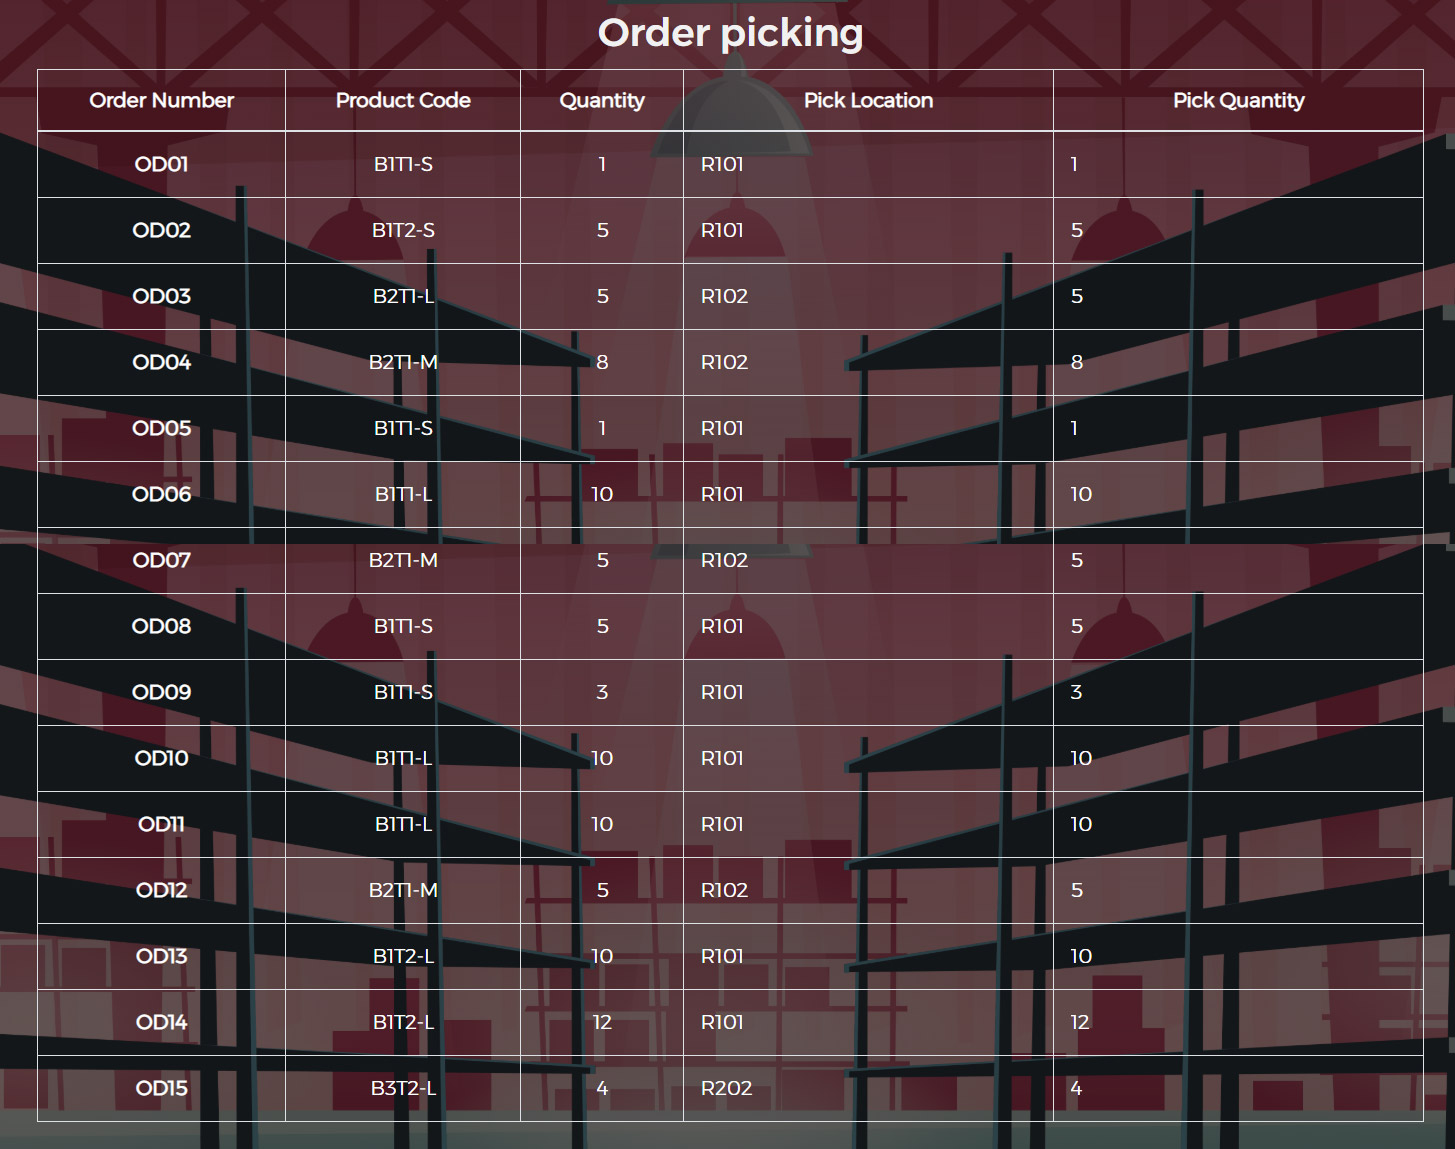 Order picking
Order Number Product Code Quantity Pick Location Pick Quantity
OD01 B1T1-S 1 R101 1
OD02 B1T2-S 5 R101 5
OD03 B2T1-L 5 R102 5
OD04 B2T1-M 8 R102 8
OD05 B1T1-S 1 R101 1
OD06 B1T1-L 10 R101 10
OD07 B2T1-M 5 R102 5
OD08 B1T1-S 5 R101 5
OD09 B1T1-S 3 R101 3
OD10 B1T1-L 10 R101 10
OD11 B1T1-L 10 R101 10
OD12 B2T1-M 5 R102 5
OD13 B1T2-L 10 R101 10
OD14 B1T2-L 12 R101 12
OD15 B3T2-L 4 R202 4